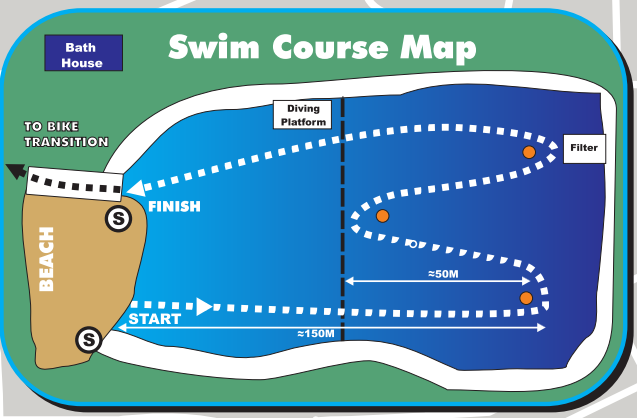 Swim Course Map
Bath
House
Diving
Platform
TO BIKE
TRANSITION
Filter
FINISH
S
BEACH
≈50M
START
≈150M
S